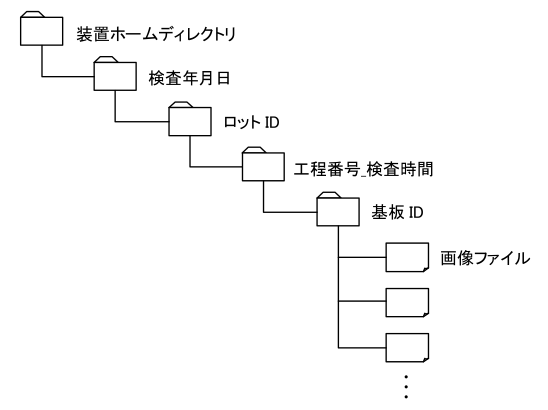 装置ホームディレクトリ
検査年月日
ロット ID
工程番号_検査時間
基板 ID
画像ファイル